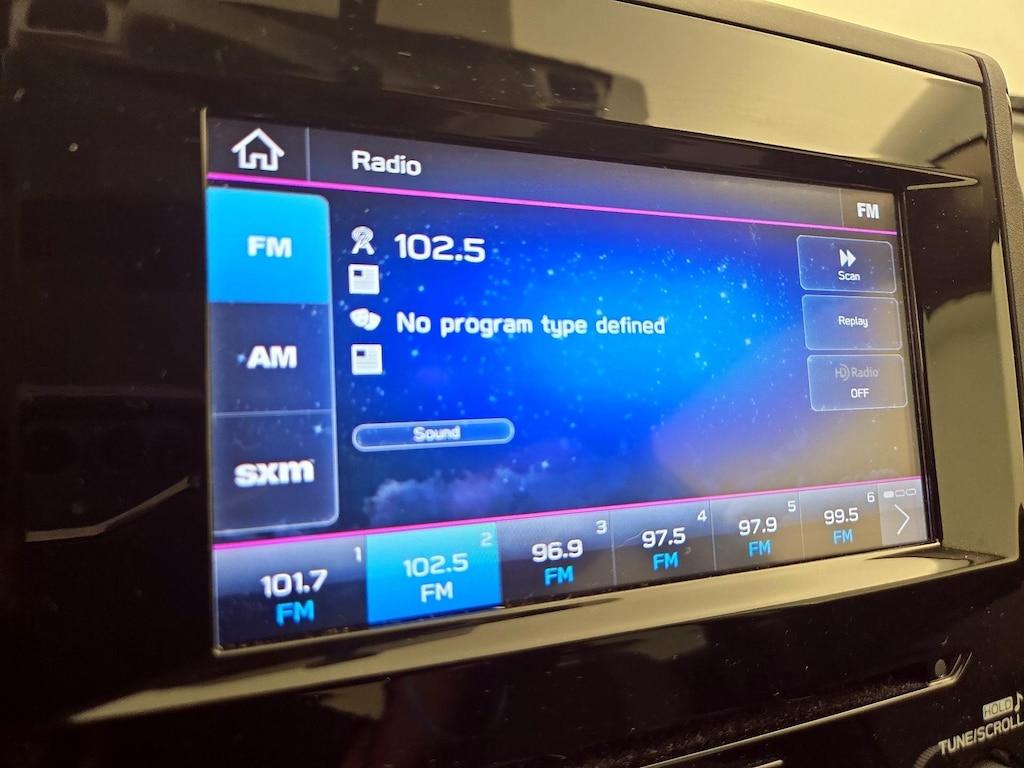 Radio
FM
FM
102.5
Scan
No program type defined
Replay
AM
HD Radio
OFF
Sound
sxm
1
101.7
FM
2
102.5
FM
3
96.9
FM
4
97.5
FM
5
97.9
FM
6
99.5
FM
HOLD
TUNE/SCROLL